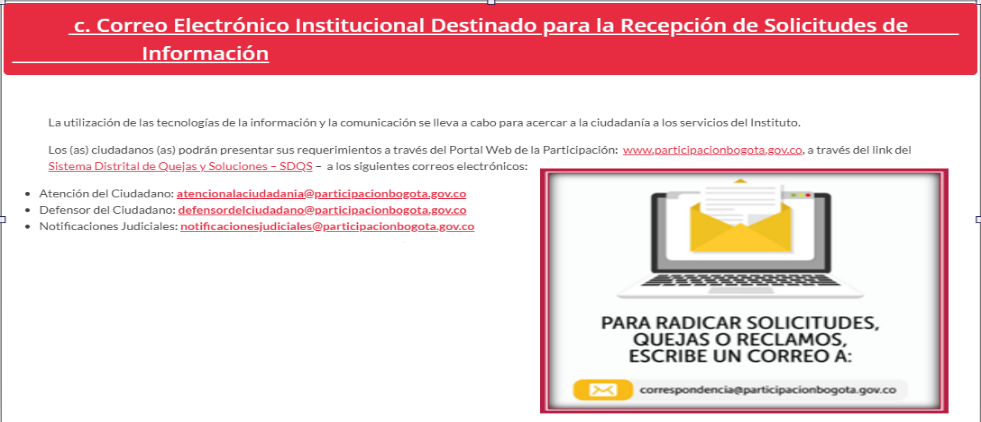 c. Correo Electrónico Institucional Destinado para la Recepción de Solicitudes de
Información
La utilización de las tecnologías de la información y la comunicación se lleva a cabo para acercar a la ciudadanía a los servicios del Instituto.
Los (as) ciudadanos (as) podrán presentar sus requerimientos a través del Portal Web de la Participación: www.participacionbogota.gov.co, a través del link del
Sistema Distrital de Quejas y Soluciones – SDQS – a los siguientes correos electrónicos:
• Atención del Ciudadano: atencionalaciudadania@participacionbogota.gov.co
• Defensor del Ciudadano: defensordelciudadano@participacionbogota.gov.co
• Notificaciones Judiciales: notificacionesjudiciales@participacionbogota.gov.co
PARA RADICAR SOLICITUDES,
QUEJAS O RECLAMOS,
ESCRIBE UN CORREO A:
correspondencia@participacionbogota.gov.co